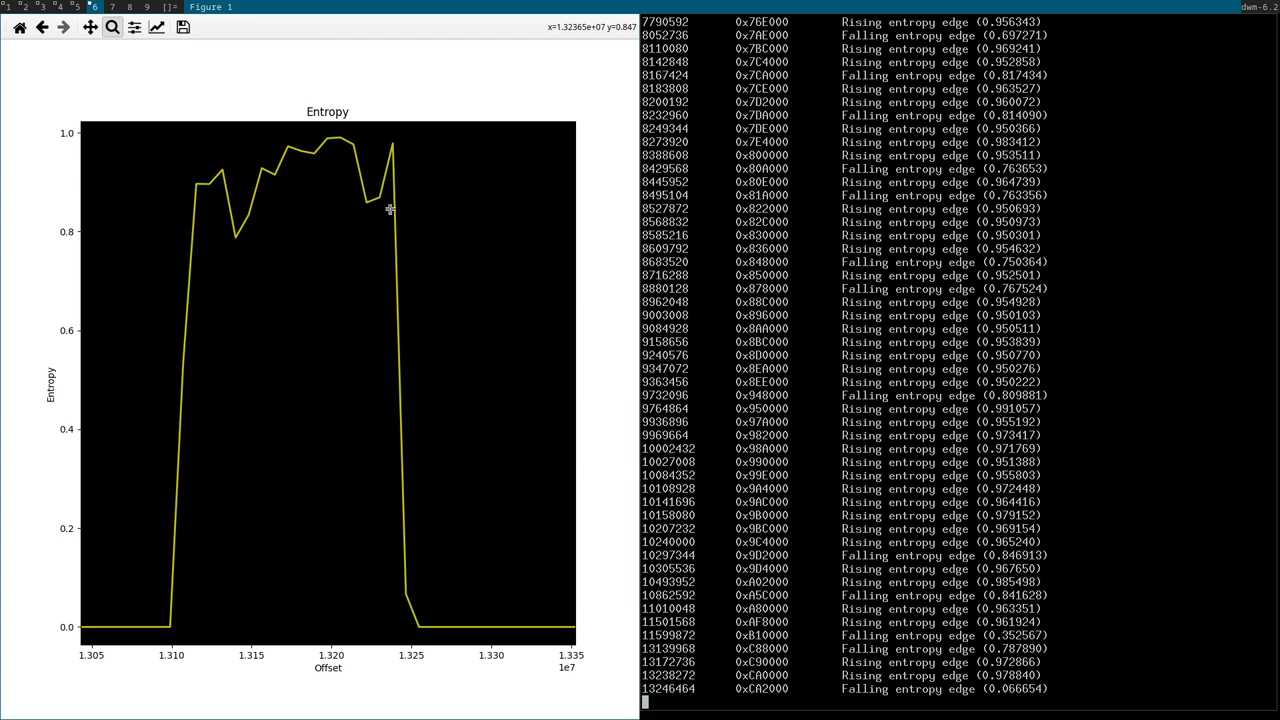 1 2 3 4 5 6 7 8 9 []= Figure 1 dwm-6.2
x=1.32365e+07 y=0.847
Entropy
1.0
0.8
0.6
0.4
0.2
0.0
Entropy
1.305 1.310 1.315 1.320 1.325 1.330 1.335
1e7
Offset
7790592 0x76E000 Rising entropy edge (0.956343)
8052736 0x7AE000 Falling entropy edge (0.697271)
8110080 0x7BC000 Rising entropy edge (0.969241)
8142848 0x7C4000 Rising entropy edge (0.952858)
8167424 0x7CA000 Falling entropy edge (0.817434)
8183808 0x7CE000 Rising entropy edge (0.963527)
8200192 0x7D2000 Rising entropy edge (0.960072)
8232960 0x7DA000 Falling entropy edge (0.814090)
8249344 0x7DE000 Rising entropy edge (0.950366)
8273920 0x7E4000 Rising entropy edge (0.983412)
8388608 0x800000 Rising entropy edge (0.953511)
8429568 0x80A000 Falling entropy edge (0.763653)
8445952 0x80E000 Rising entropy edge (0.964739)
8495104 0x81A000 Falling entropy edge (0.763356)
8527872 0x822000 Rising entropy edge (0.950693)
8568832 0x82C000 Rising entropy edge (0.950973)
8585216 0x830000 Rising entropy edge (0.950301)
8609792 0x836000 Rising entropy edge (0.954632)
8683520 0x848000 Falling entropy edge (0.750364)
8716288 0x850000 Rising entropy edge (0.952501)
8880128 0x878000 Falling entropy edge (0.767524)
8962048 0x88C000 Rising entropy edge (0.954928)
9003008 0x896000 Rising entropy edge (0.950103)
9084928 0x8AA000 Rising entropy edge (0.950511)
9158656 0x8BC000 Rising entropy edge (0.953839)
9240576 0x8D0000 Rising entropy edge (0.950770)
9347072 0x8EA000 Rising entropy edge (0.950276)
9363456 0x8EE000 Rising entropy edge (0.950222)
9732096 0x948000 Falling entropy edge (0.809881)
9764864 0x950000 Rising entropy edge (0.991057)
9936896 0x97A000 Rising entropy edge (0.955192)
9969664 0x982000 Rising entropy edge (0.973417)
10002432 0x98A000 Rising entropy edge (0.971769)
10027008 0x990000 Rising entropy edge (0.951388)
10084352 0x99E000 Rising entropy edge (0.955803)
10108928 0x9A4000 Rising entropy edge (0.972448)
10141696 0x9AC000 Rising entropy edge (0.964416)
10158080 0x9B0000 Rising entropy edge (0.979152)
10207232 0x9BC000 Rising entropy edge (0.969154)
10240000 0x9C4000 Rising entropy edge (0.965240)
10297344 0x9D2000 Falling entropy edge (0.846913)
10305536 0x9D4000 Rising entropy edge (0.967650)
10493952 0xA02000 Rising entropy edge (0.985498)
10862592 0xA5C000 Falling entropy edge (0.841628)
11010048 0xA80000 Rising entropy edge (0.963351)
11501568 0xAF8000 Rising entropy edge (0.961924)
11599872 0xB10000 Falling entropy edge (0.352567)
13139968 0xC88000 Falling entropy edge (0.787890)
13172736 0xC90000 Rising entropy edge (0.972866)
13238272 0xCA0000 Rising entropy edge (0.978840)
13246464 0xCA2000 Falling entropy edge (0.066654)